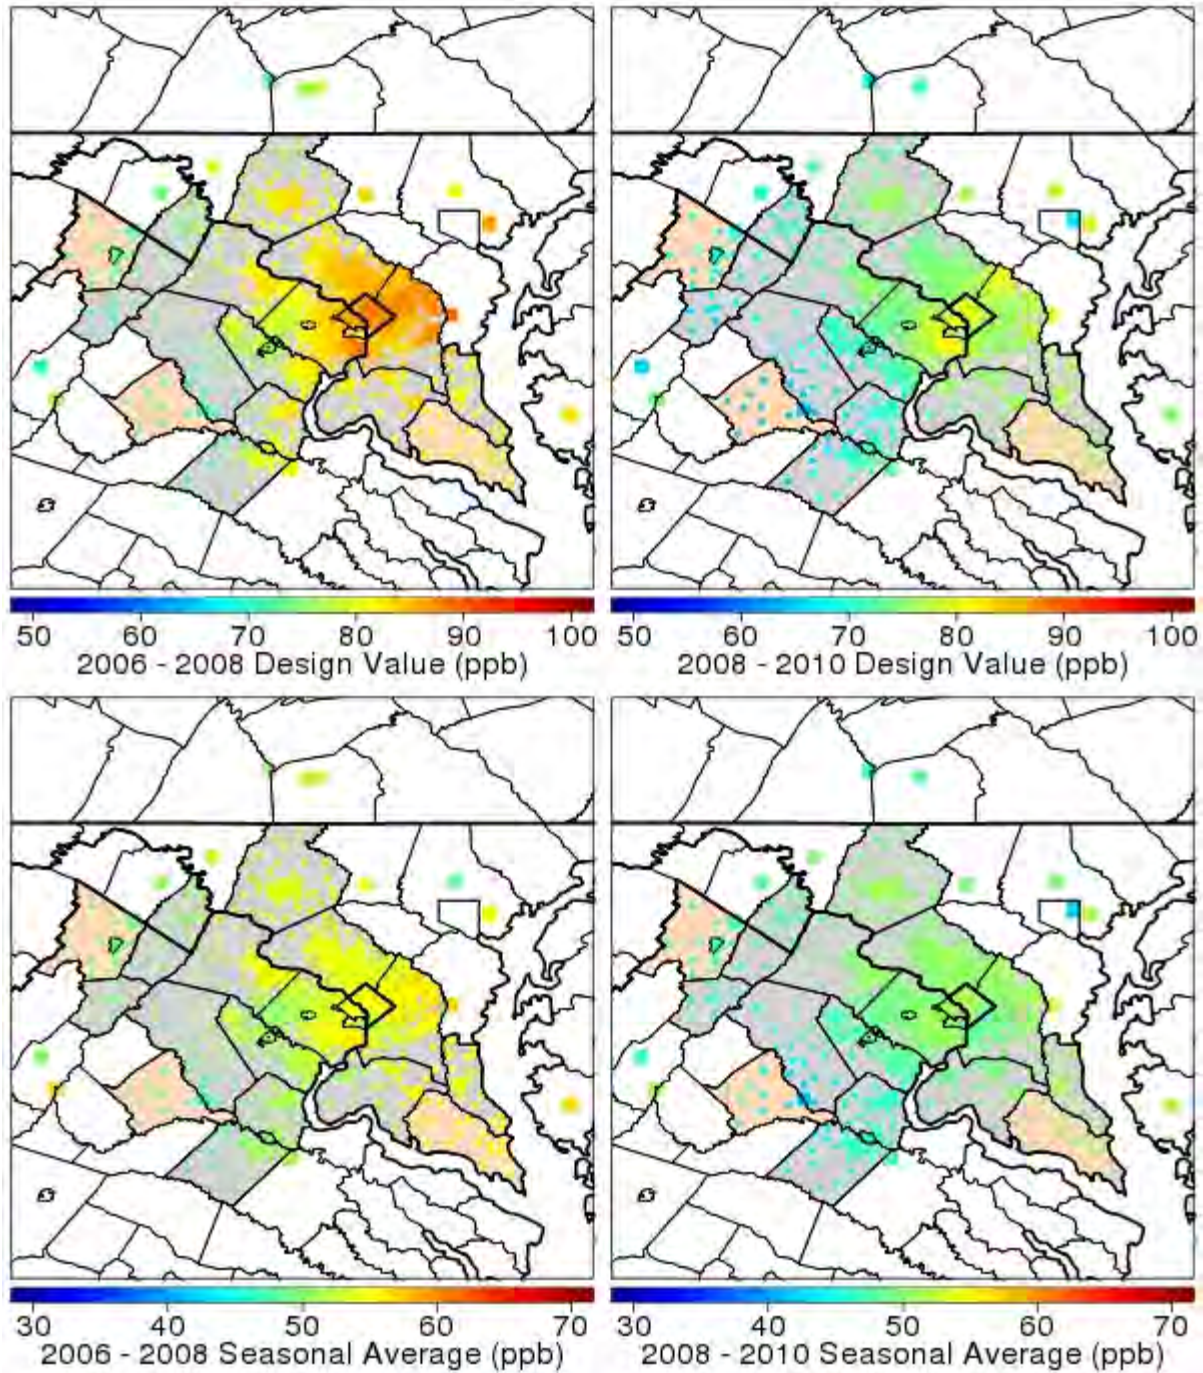 50 60 70 80 90 100
2006 - 2008 Design Value (ppb)
50 60 70 80 90 100
2008 - 2010 Design Value (ppb)
30 40 50 60 70
2006 - 2008 Seasonal Average (ppb)
30 40 50 60 70
2008 - 2010 Seasonal Average (ppb)